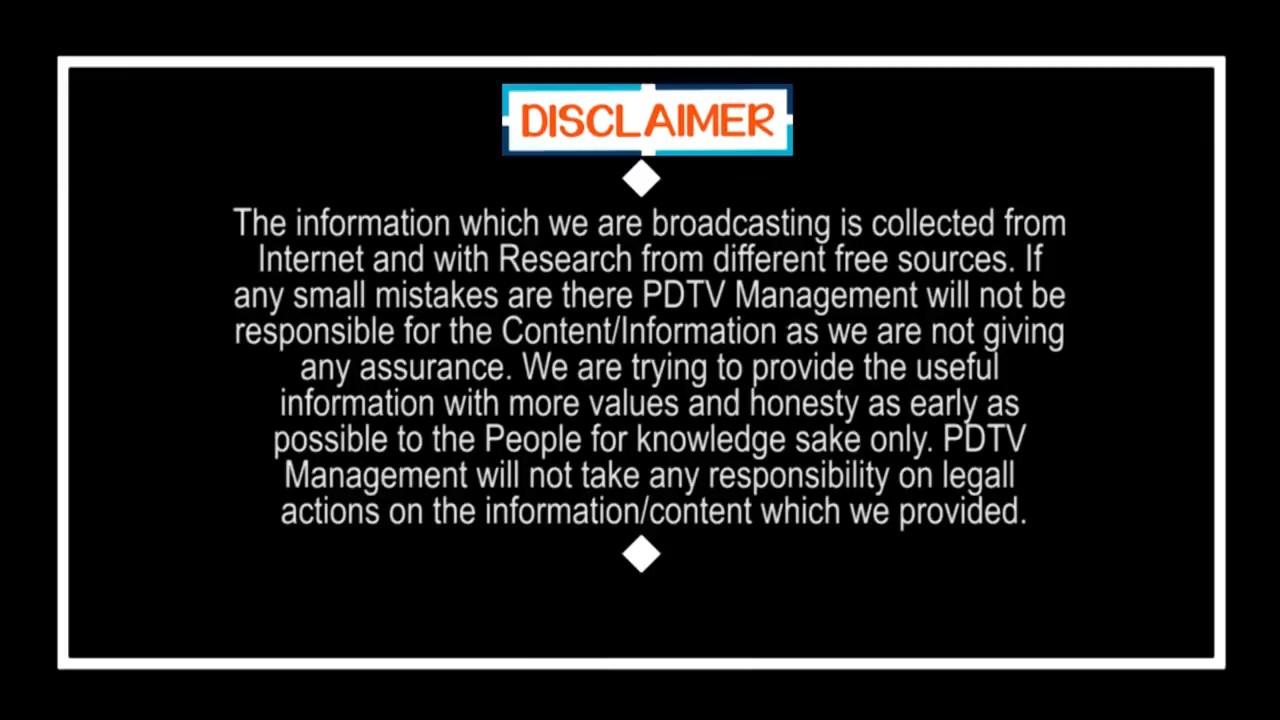 DISCLAIMER
The information which we are broadcasting is collected from
Internet and with Research from different free sources. If
any small mistakes are there PDTV Management will not be
responsible for the Content/Information as we are not giving
any assurance. We are trying to provide the useful
information with more values and honesty as early as
possible to the People for knowledge sake only. PDTV
Management will not take any responsibility on legall
actions on the information/content which we provided.